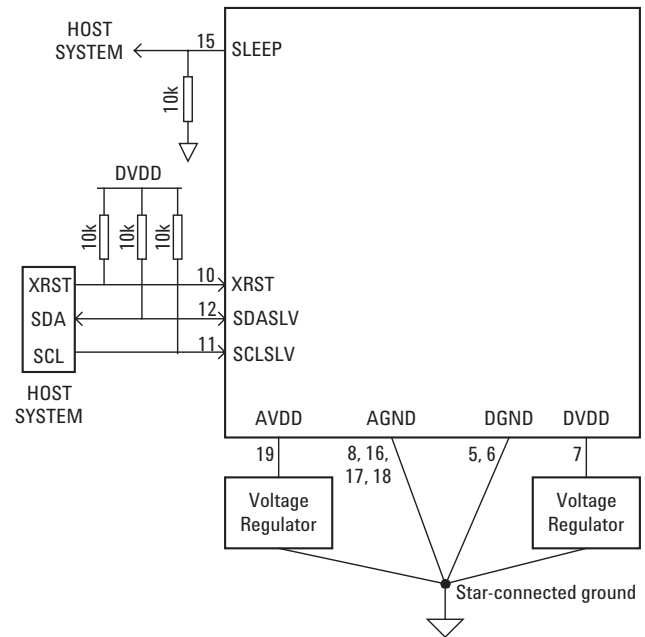 HOST
SYSTEM
15
SLEEP
10k
DVDD
10k
10k
10k
XRST
10
XRST
SDA
12
SDASLV
SCL
11
SCLSLV
HOST
SYSTEM
AVDD
AGND
DGND
DVDD
19
8, 16,
17, 18
5, 6
7
Voltage
Regulator
Voltage
Regulator
Star-connected ground